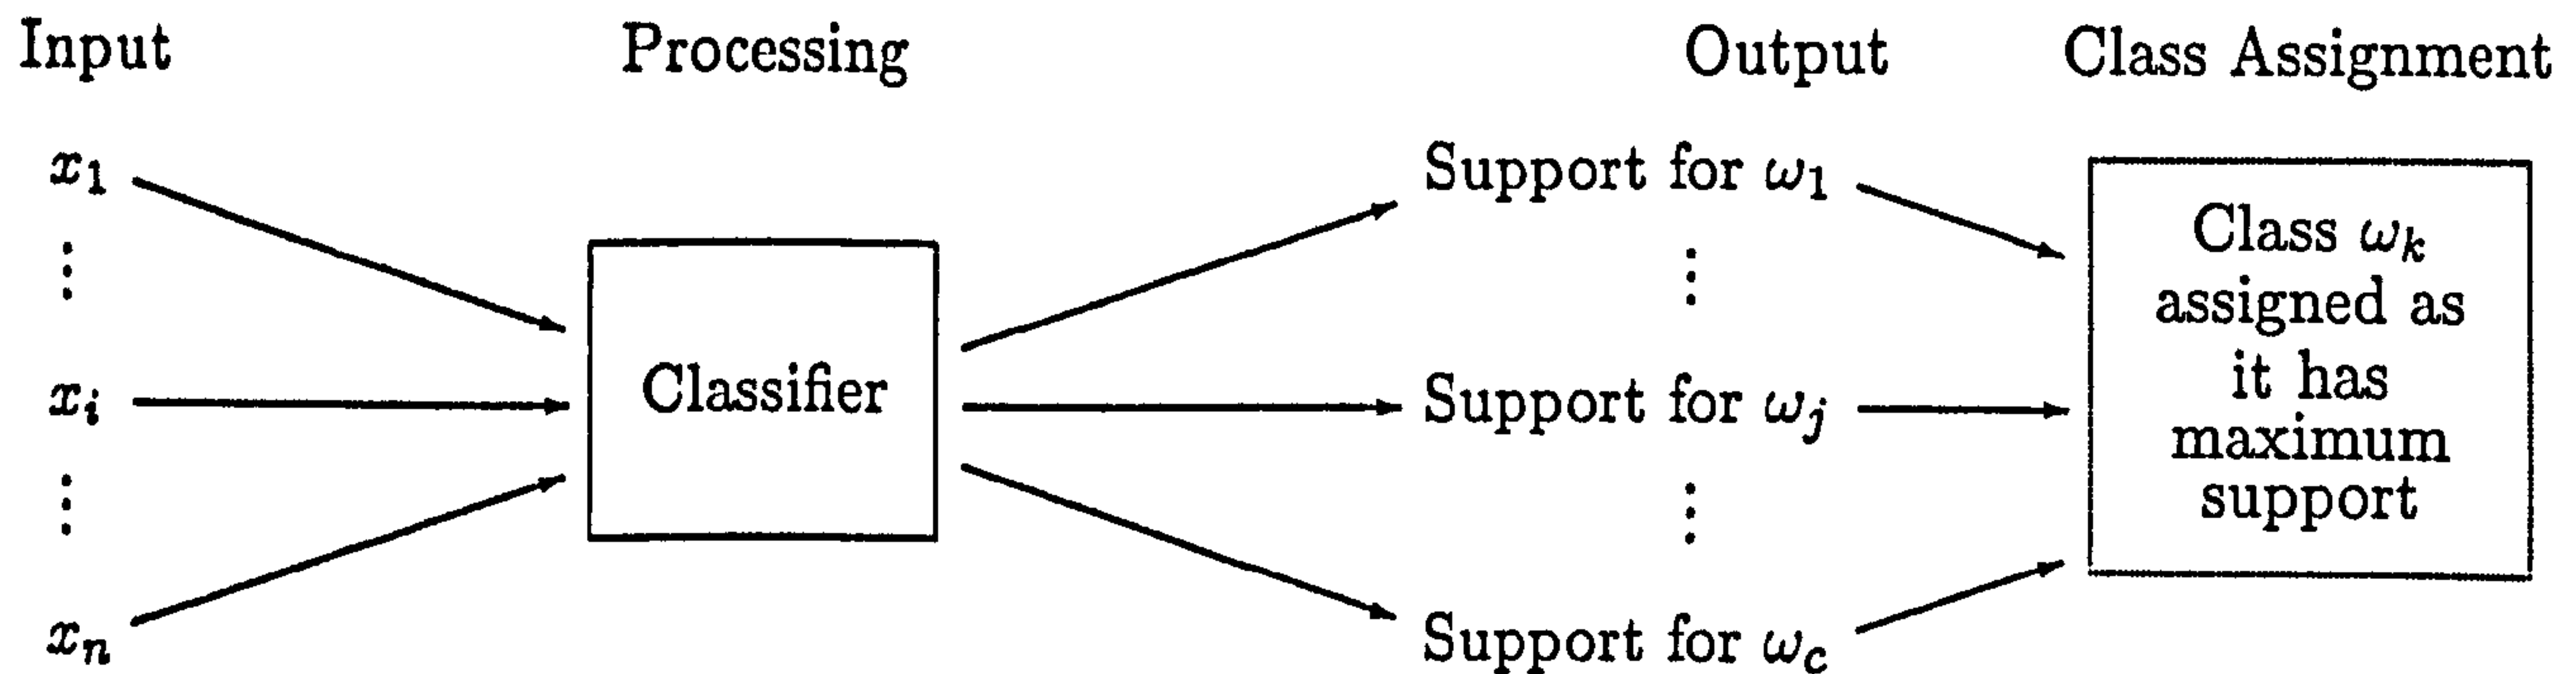 Input Processing Output Class Assignment
x₁
⋮
xᵢ
⋮
xₙ
Classifier
Support for ω₁
⋮
Support for ωⱼ
⋮
Support for ω_c
Class ωₖ
assigned as
it has
maximum
support